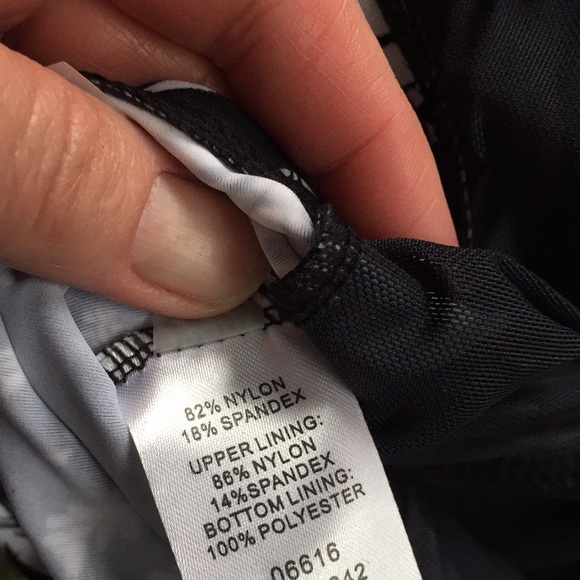 82% NYLON
18% SPANDEX
UPPER LINING:
86% NYLON
14%SPANDEX
BOTTOM LINING:
100% POLYESTER
06616